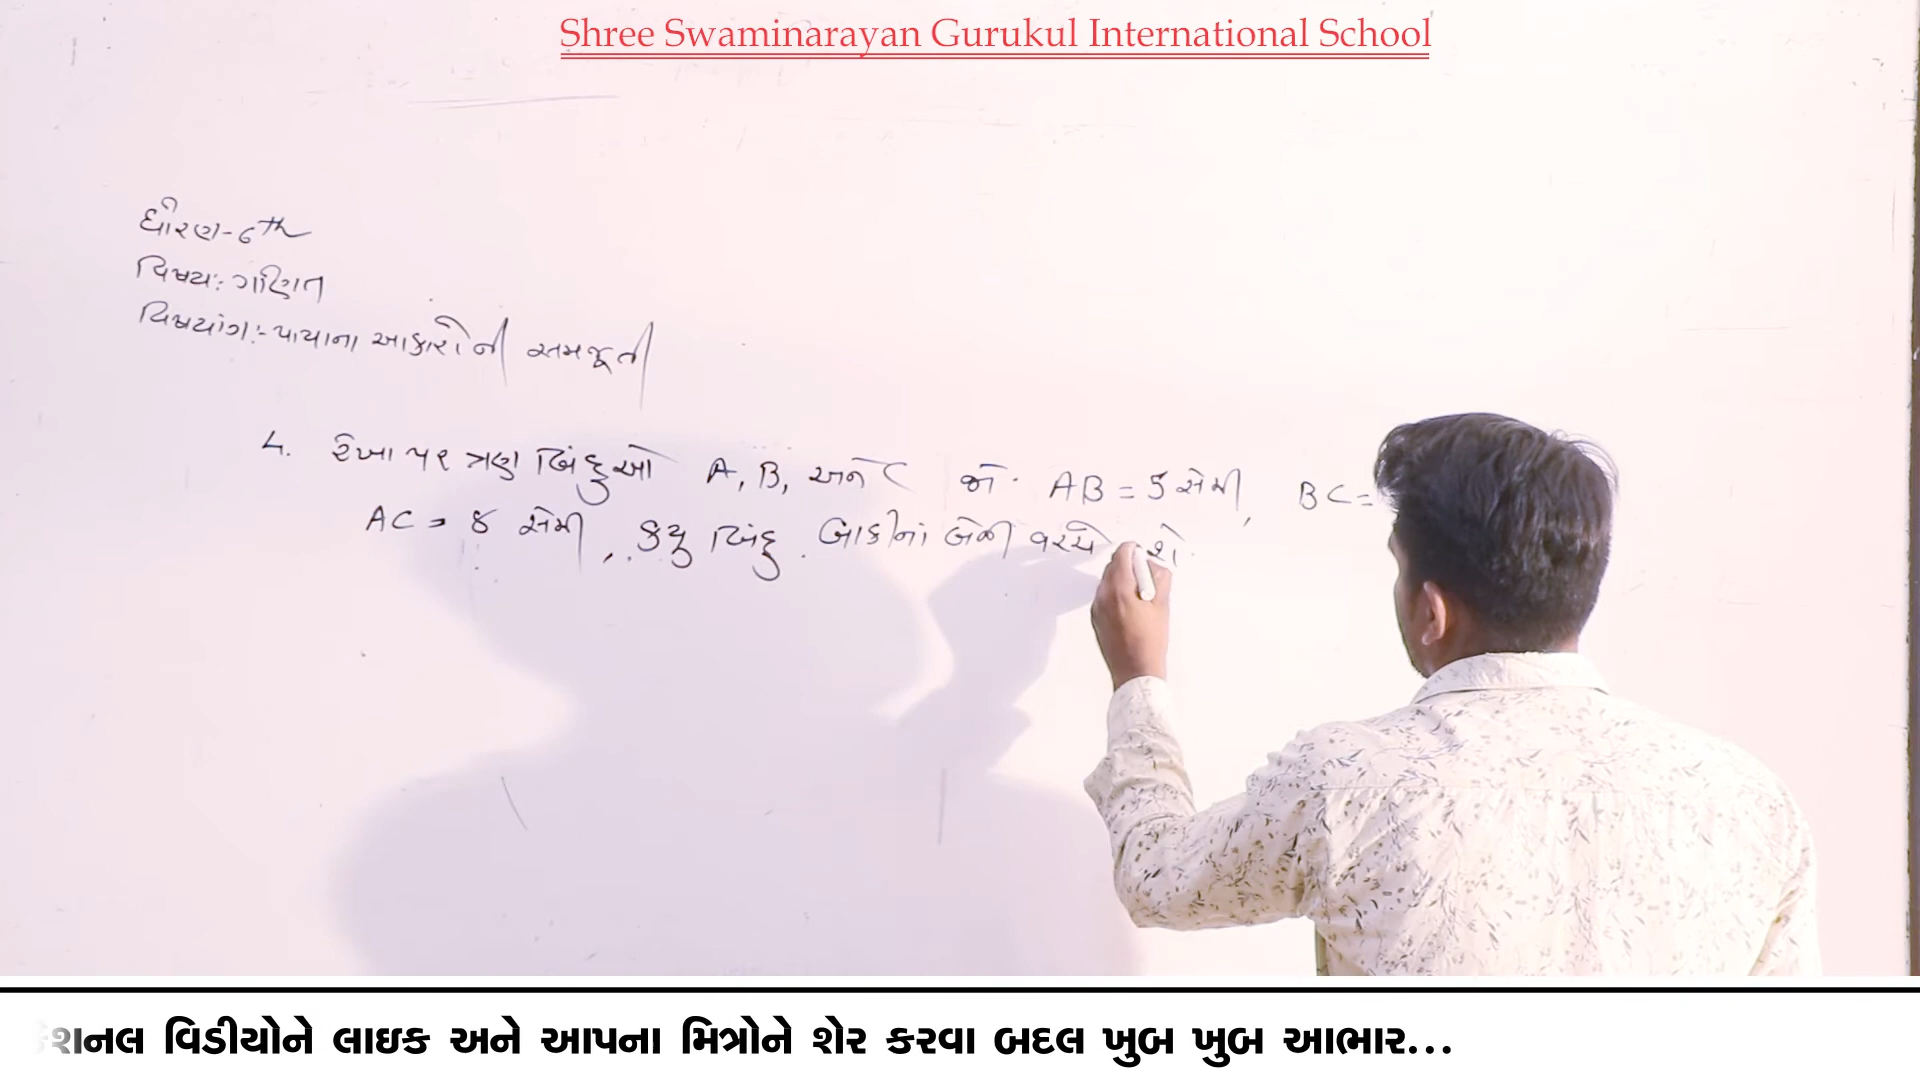 Shree Swaminarayan Gurukul International School
ધોરણ-6th
વિષય: ગણિત
વિષયાંગ:- પાયાના આકારોની સમજૂતી
4. રેખા પર ત્રણ બિંદુઓ A, B, અને C જો. AB = 5 સેમી, BC=
AC = 8 સેમી, કયુ બિંદુ બાકીનાં બેની વચ્ચે શે.
શનલ વિડીયોને લાઇક અને આપના મિત્રોને શેર કરવા બદલ ખુબ ખુબ આભાર...